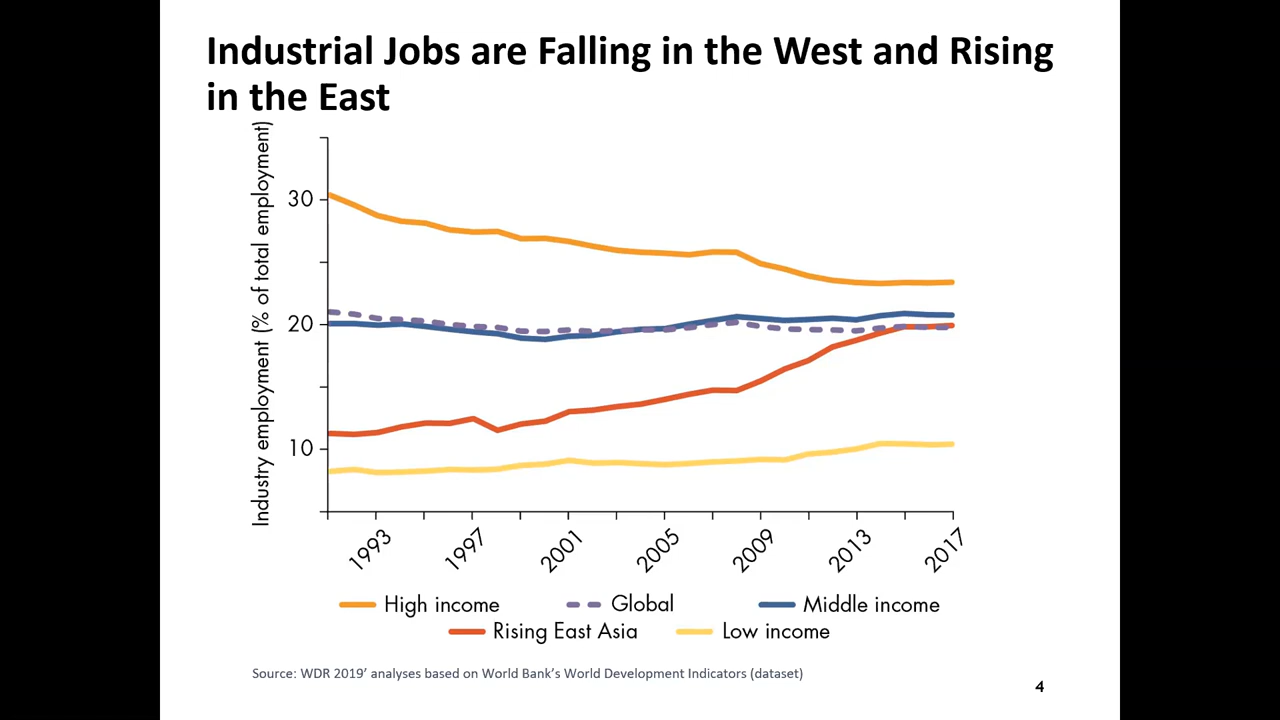 Industrial Jobs are Falling in the West and Rising
in the East
Industry employment (% of total employment)
30
20
10
1993
1997
2001
2005
2009
2013
2017
High income
Global
Middle income
Rising East Asia
Low income
Source: WDR 2019’ analyses based on World Bank’s World Development Indicators (dataset)
4